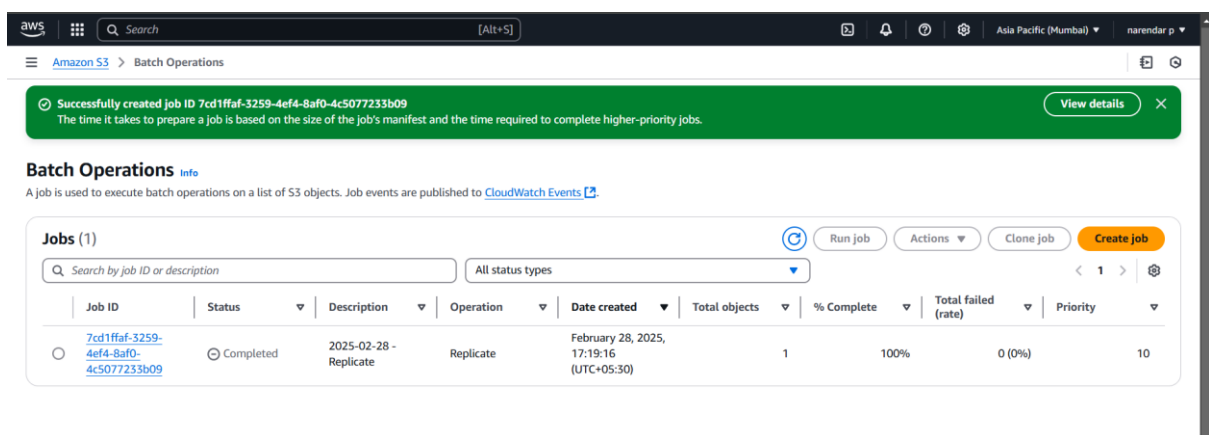 aws Search [Alt+S] Asia Pacific (Mumbai) narendar p
Amazon S3 > Batch Operations
Successfully created job ID 7cd1ffaf-3259-4ef4-8af0-4c5077233b09 View details
The time it takes to prepare a job is based on the size of the job's manifest and the time required to complete higher-priority jobs.
Batch Operations Info
A job is used to execute batch operations on a list of S3 objects. Job events are published to CloudWatch Events.
Jobs (1) Run job Actions Clone job Create job
Search by job ID or description All status types < 1 >
Job ID Status Description Operation Date created Total objects % Complete Total failed (rate) Priority
7cd1ffaf-3259-4ef4-8af0-4c5077233b09 Completed 2025-02-28 - Replicate Replicate February 28, 2025, 17:19:16 (UTC+05:30) 1 100% 0 (0%) 10